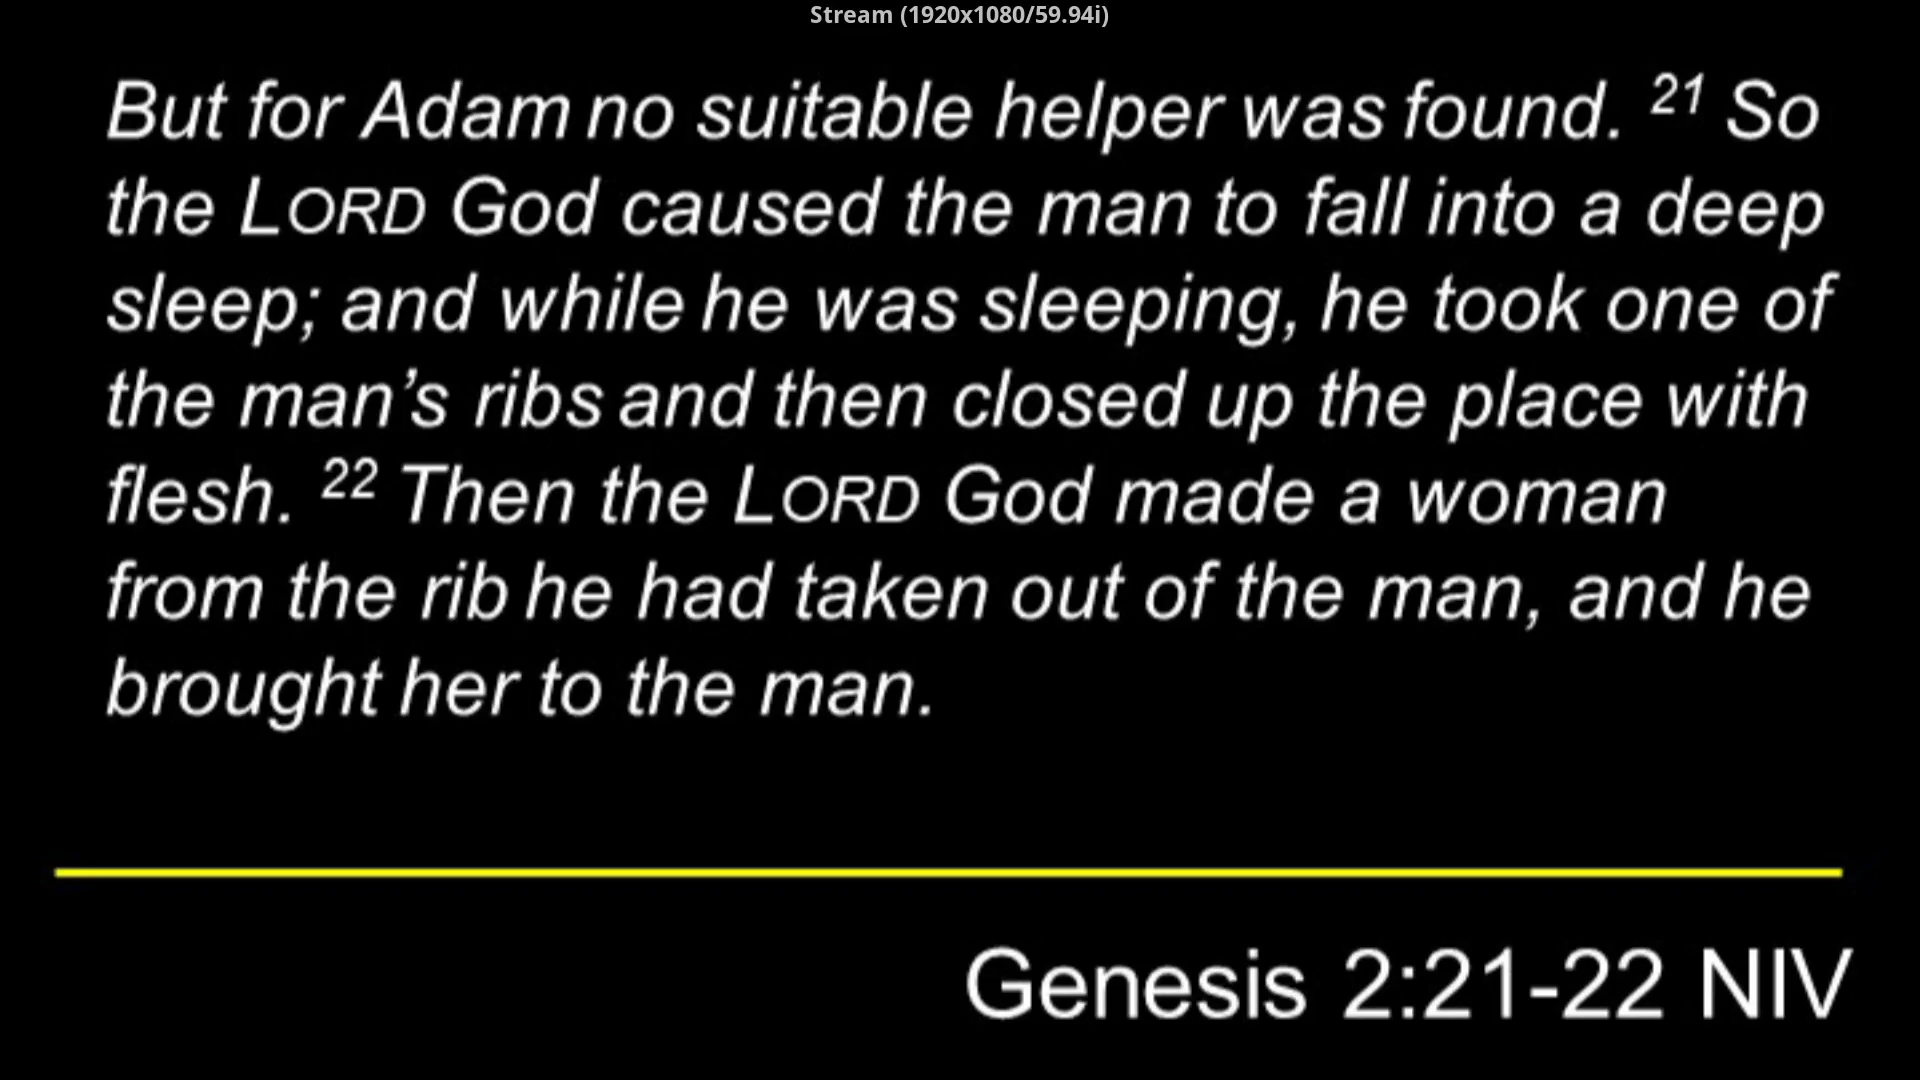 Stream (1920x1080/59.94i)
But for Adam no suitable helper was found. 21 So
the LORD God caused the man to fall into a deep
sleep; and while he was sleeping, he took one of
the man’s ribs and then closed up the place with
flesh. 22 Then the LORD God made a woman
from the rib he had taken out of the man, and he
brought her to the man.
Genesis 2:21-22 NIV